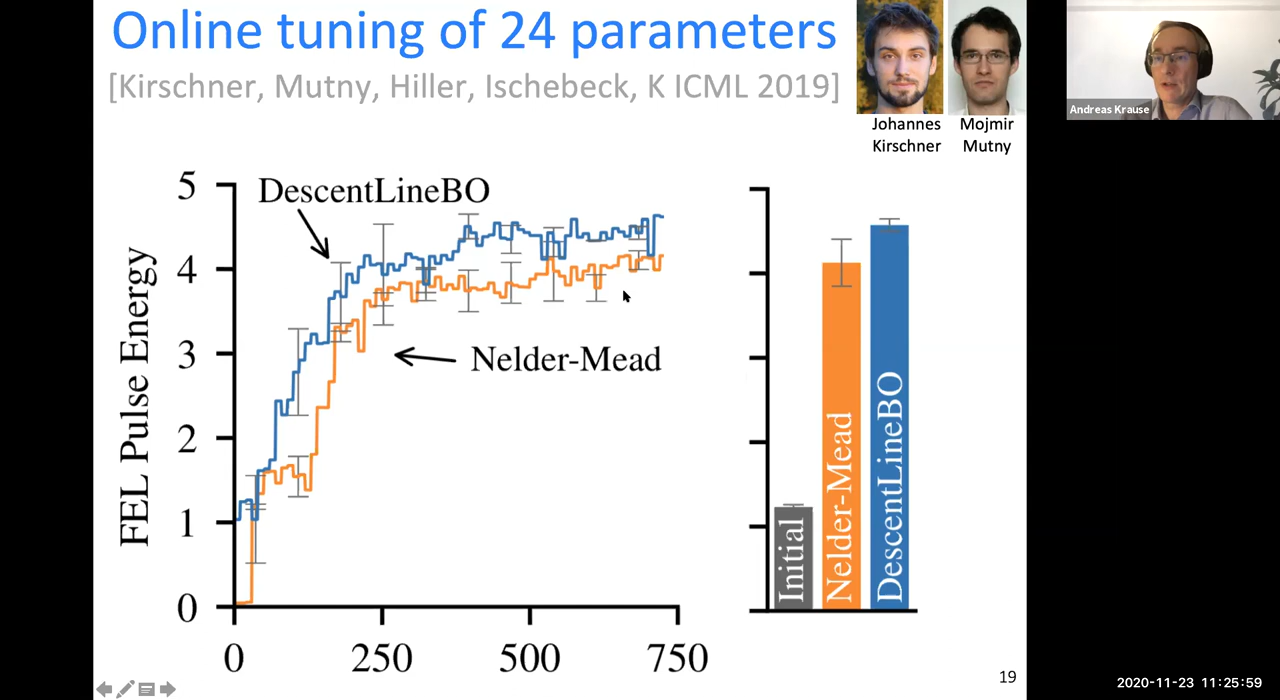 Online tuning of 24 parameters
[Kirschner, Mutny, Hiller, Ischebeck, K ICML 2019]
Johannes
Kirschner
Mojmir
Mutny
Andreas Krause
DescentLineBO
Nelder-Mead
FEL Pulse Energy
5
4
3
2
1
0
0 250 500 750
Initial
Nelder-Mead
DescentLineBO
19
2020-11-23 11:25:59